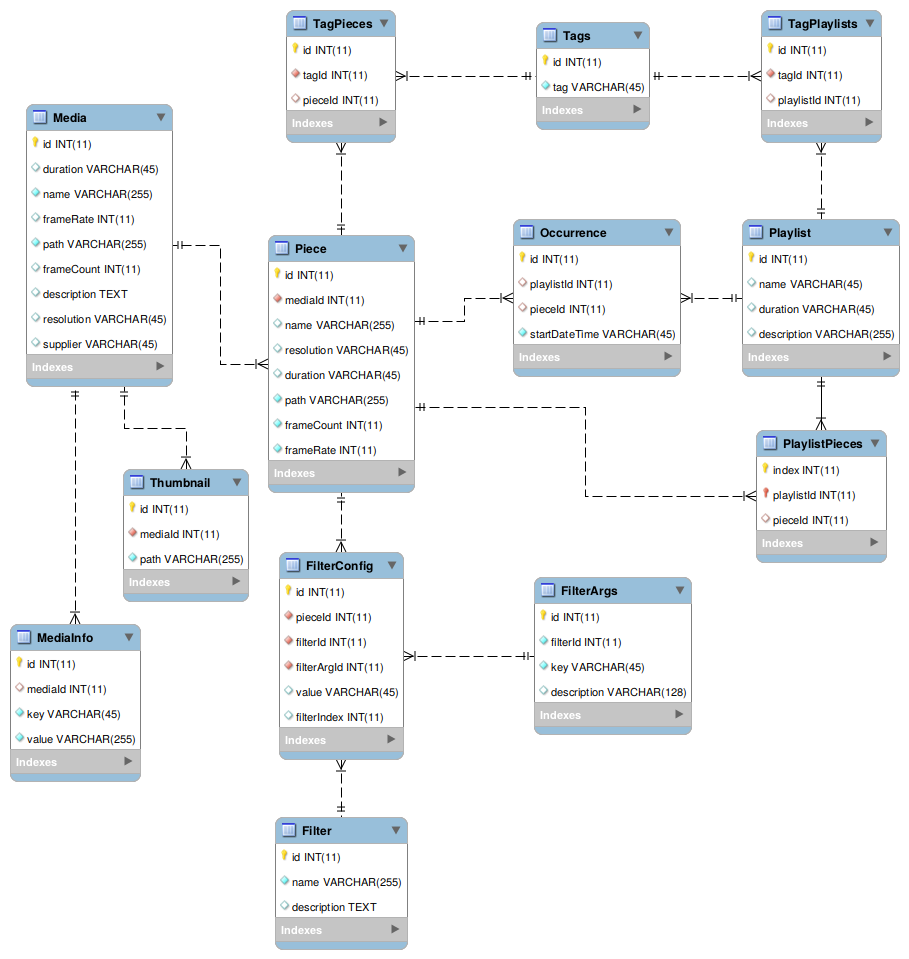 TagPieces
id INT(11)
tagId INT(11)
pieceId INT(11)
Indexes
Tags
id INT(11)
tag VARCHAR(45)
Indexes
TagPlaylists
id INT(11)
tagId INT(11)
playlistId INT(11)
Indexes
Media
id INT(11)
duration VARCHAR(45)
name VARCHAR(255)
frameRate INT(11)
path VARCHAR(255)
frameCount INT(11)
description TEXT
resolution VARCHAR(45)
supplier VARCHAR(45)
Indexes
Piece
id INT(11)
mediaId INT(11)
name VARCHAR(255)
resolution VARCHAR(45)
duration VARCHAR(45)
path VARCHAR(255)
frameCount INT(11)
frameRate INT(11)
Indexes
Occurrence
id INT(11)
playlistId INT(11)
pieceId INT(11)
startDateTime VARCHAR(45)
Indexes
Playlist
id INT(11)
name VARCHAR(45)
duration VARCHAR(45)
description VARCHAR(255)
Indexes
PlaylistPieces
index INT(11)
playlistId INT(11)
pieceId INT(11)
Indexes
Thumbnail
id INT(11)
mediaId INT(11)
path VARCHAR(255)
Indexes
FilterConfig
id INT(11)
pieceId INT(11)
filterId INT(11)
filterArgId INT(11)
value VARCHAR(45)
filterIndex INT(11)
Indexes
FilterArgs
id INT(11)
filterId INT(11)
key VARCHAR(45)
description VARCHAR(128)
Indexes
MediaInfo
id INT(11)
mediaId INT(11)
key VARCHAR(45)
value VARCHAR(255)
Indexes
Filter
id INT(11)
name VARCHAR(255)
description TEXT
Indexes